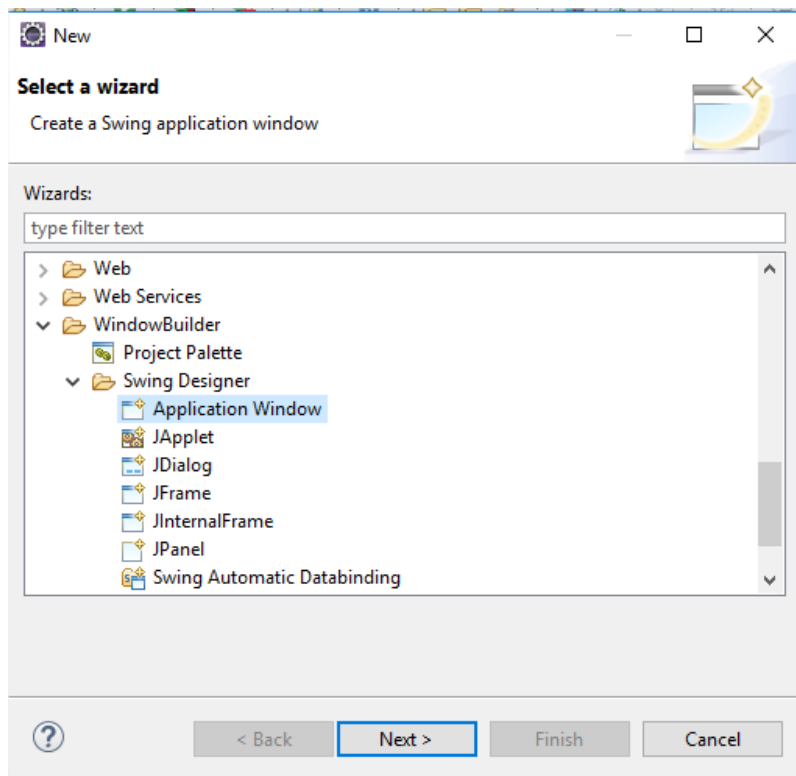 New
Select a wizard
Create a Swing application window
Wizards:
type filter text
Web
Web Services
WindowBuilder
Project Palette
Swing Designer
Application Window
JApplet
JDialog
JFrame
JInternalFrame
JPanel
Swing Automatic Databinding
? < Back Next > Finish Cancel